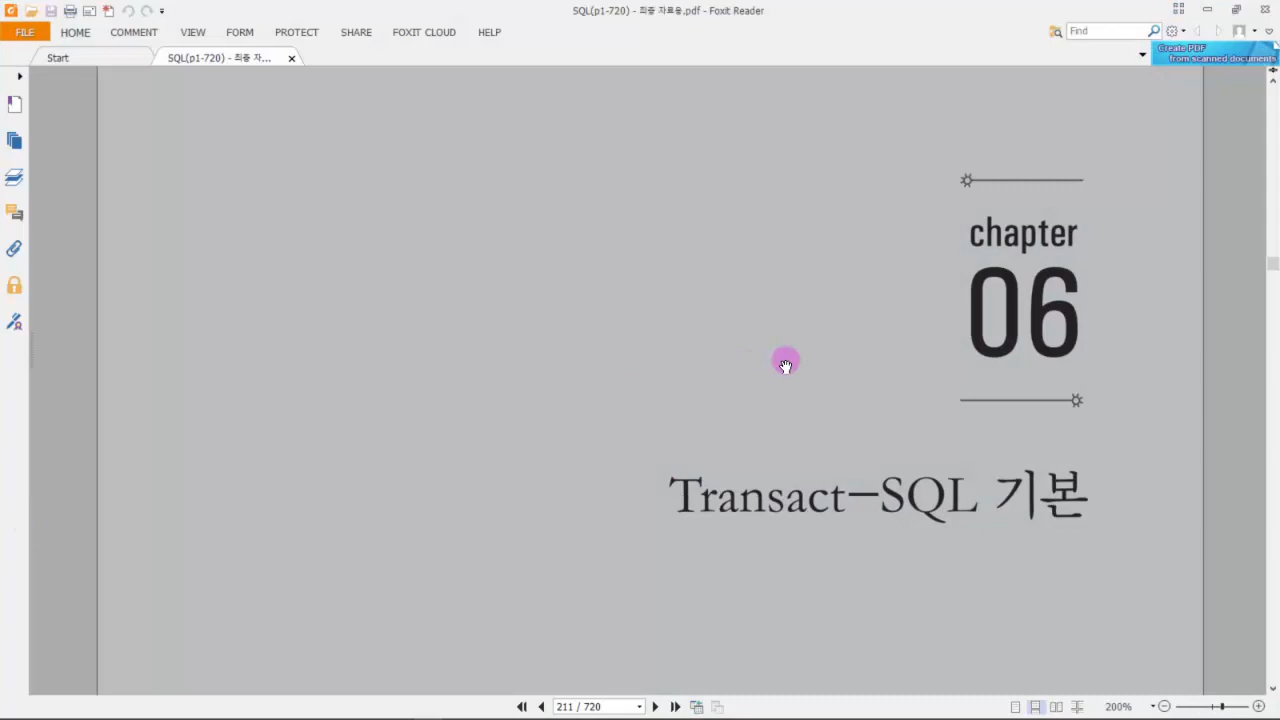 SQL(p1-720) - 최종 자료용.pdf - Foxit Reader
FILE HOME COMMENT VIEW FORM PROTECT SHARE FOXIT CLOUD HELP
Find
Start
SQL(p1-720) - 최종 자...
Create PDF
from scanned documents
chapter
06
Transact-SQL 기본
211 / 720
200%